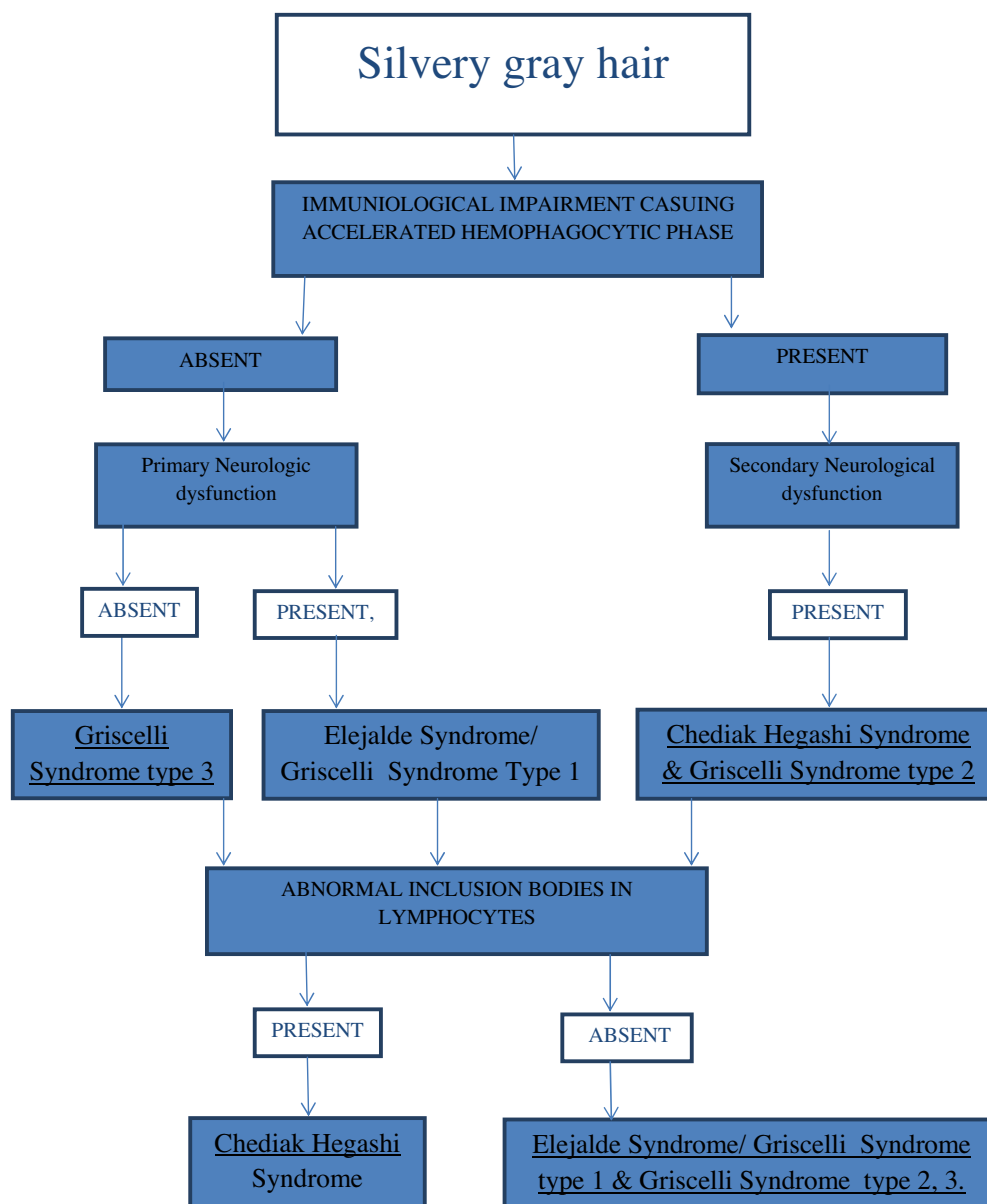 Silvery gray hair
IMMUNIOLOGICAL IMPAIRMENT CASUING
ACCELERATED HEMOPHAGOCYTIC PHASE
ABSENT
PRESENT
Primary Neurologic
dysfunction
Secondary Neurological
dysfunction
ABSENT
PRESENT,
PRESENT
Griscelli
Syndrome type 3
Elejalde Syndrome/
Griscelli Syndrome Type 1
Chediak Hegashi Syndrome
& Griscelli Syndrome type 2
ABNORMAL INCLUSION BODIES IN
LYMPHOCYTES
PRESENT
ABSENT
Chediak Hegashi
Syndrome
Elejalde Syndrome/ Griscelli Syndrome
type 1 & Griscelli Syndrome type 2, 3.